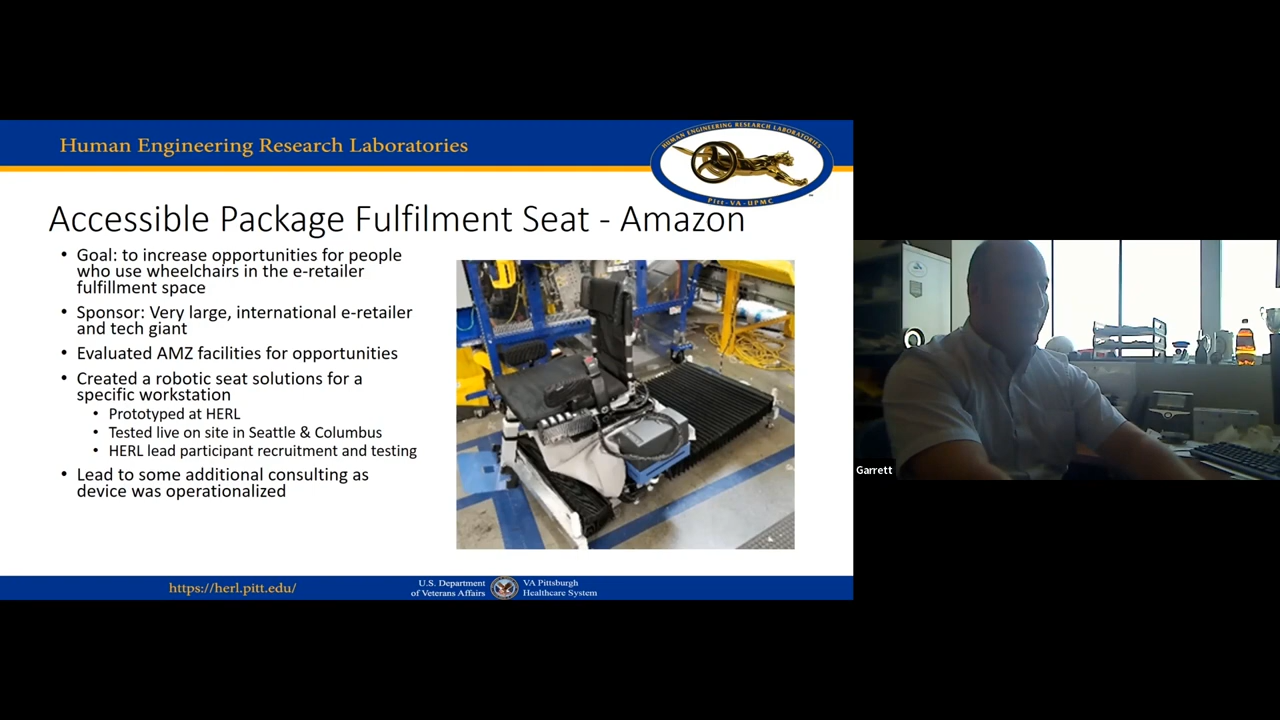 Human Engineering Research Laboratories
HUMAN ENGINEERING RESEARCH LABORATORIES
Pitt-VA-UPMC
Accessible Package Fulfilment Seat - Amazon
• Goal: to increase opportunities for people
who use wheelchairs in the e-retailer
fulfillment space
• Sponsor: Very large, international e-retailer
and tech giant
• Evaluated AMZ facilities for opportunities
• Created a robotic seat solutions for a
specific workstation
• Prototyped at HERL
• Tested live on site in Seattle & Columbus
• HERL lead participant recruitment and testing
• Lead to some additional consulting as
device was operationalized
https://herl.pitt.edu/
U.S. Department
of Veterans Affairs
VA Pittsburgh
Healthcare System
Garrett